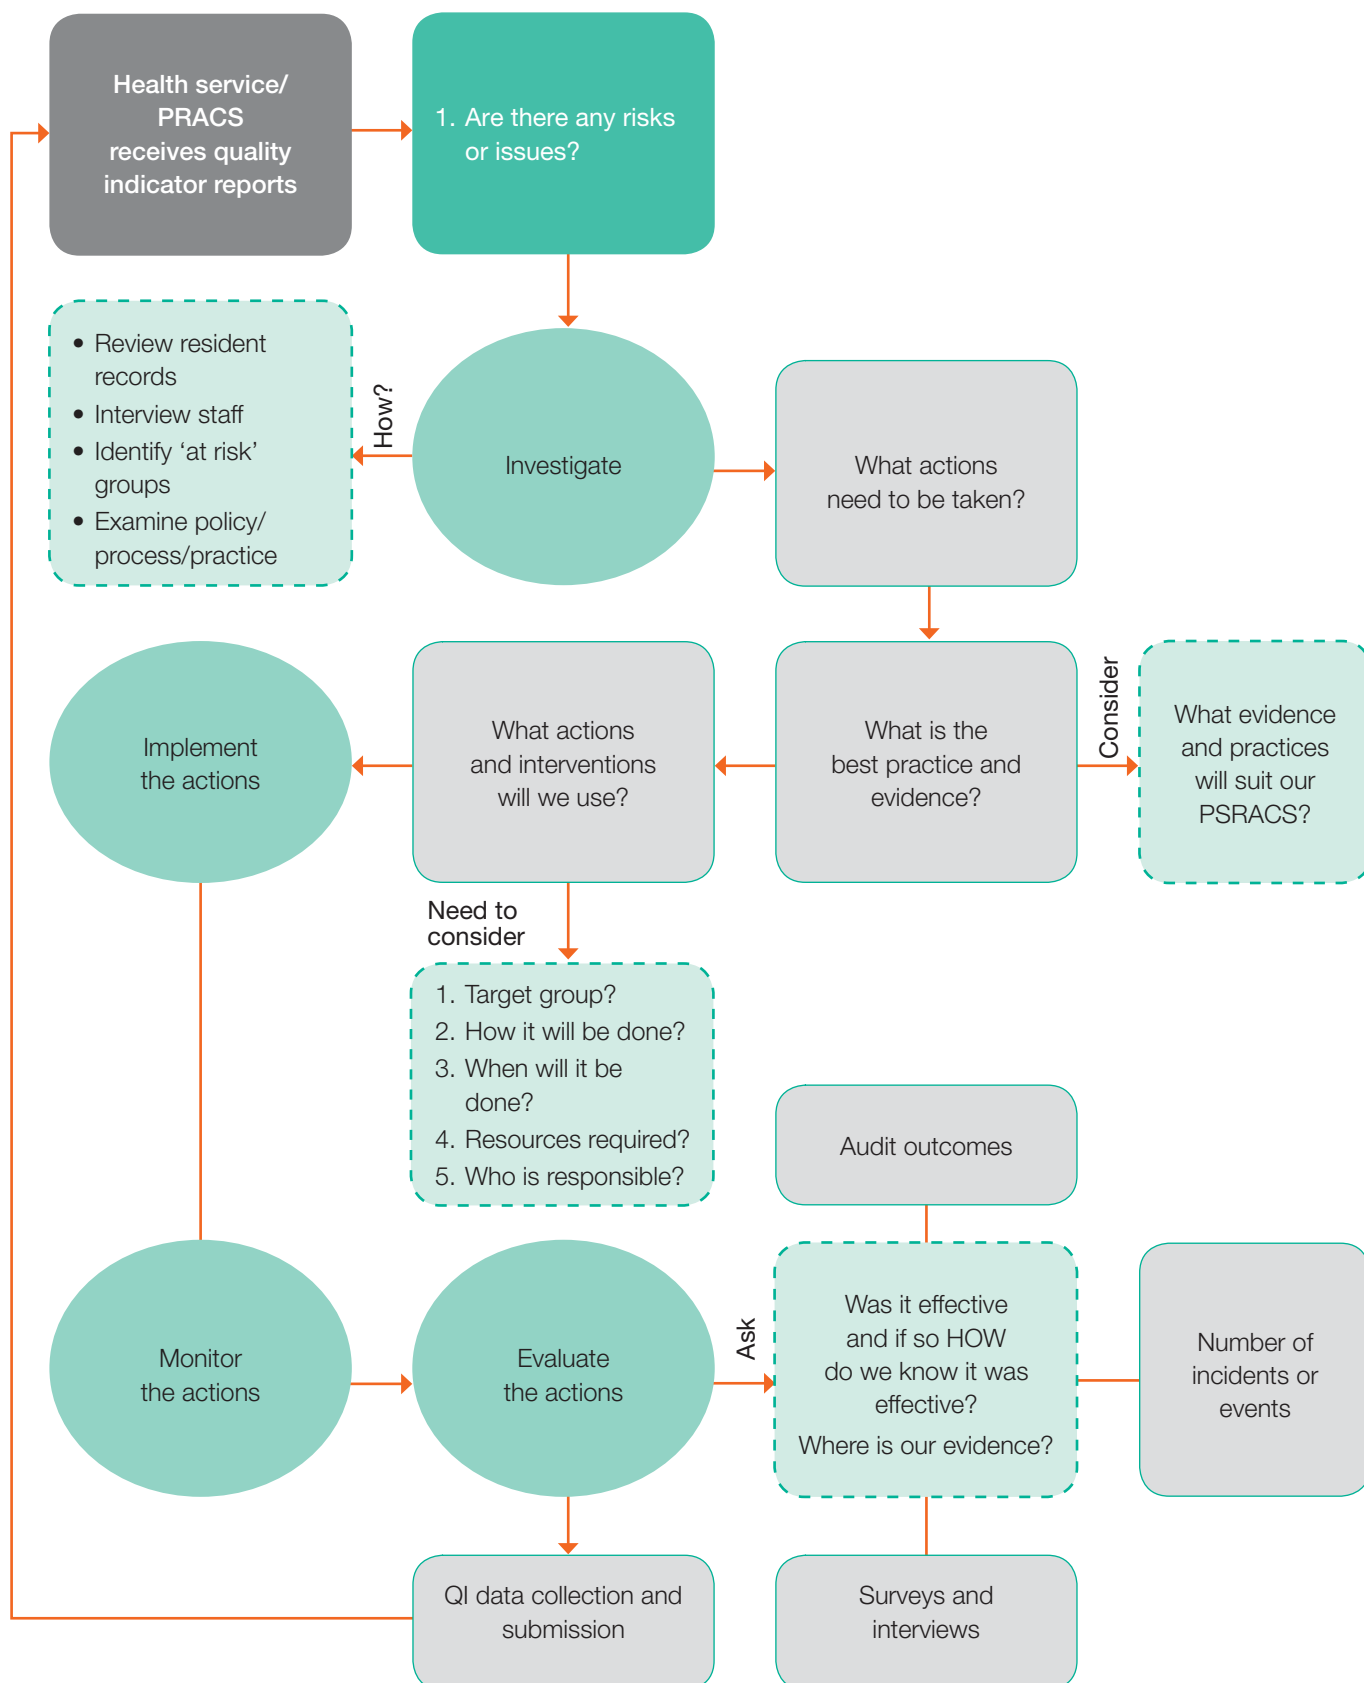 Health service/
PRACS
receives quality
indicator reports
1. Are there any risks
or issues?
• Review resident
records
• Interview staff
• Identify ‘at risk’
groups
• Examine policy/
process/practice
How?
Investigate
What actions
need to be taken?
Implement
the actions
What actions
and interventions
will we use?
What is the
best practice and
evidence?
Consider
What evidence
and practices
will suit our
PSRACS?
Need to
consider
1. Target group?
2. How it will be done?
3. When will it be
done?
4. Resources required?
5. Who is responsible?
Audit outcomes
Monitor
the actions
Evaluate
the actions
Ask
Was it effective
and if so HOW
do we know it was
effective?
Where is our evidence?
Number of
incidents or
events
QI data collection and
submission
Surveys and
interviews